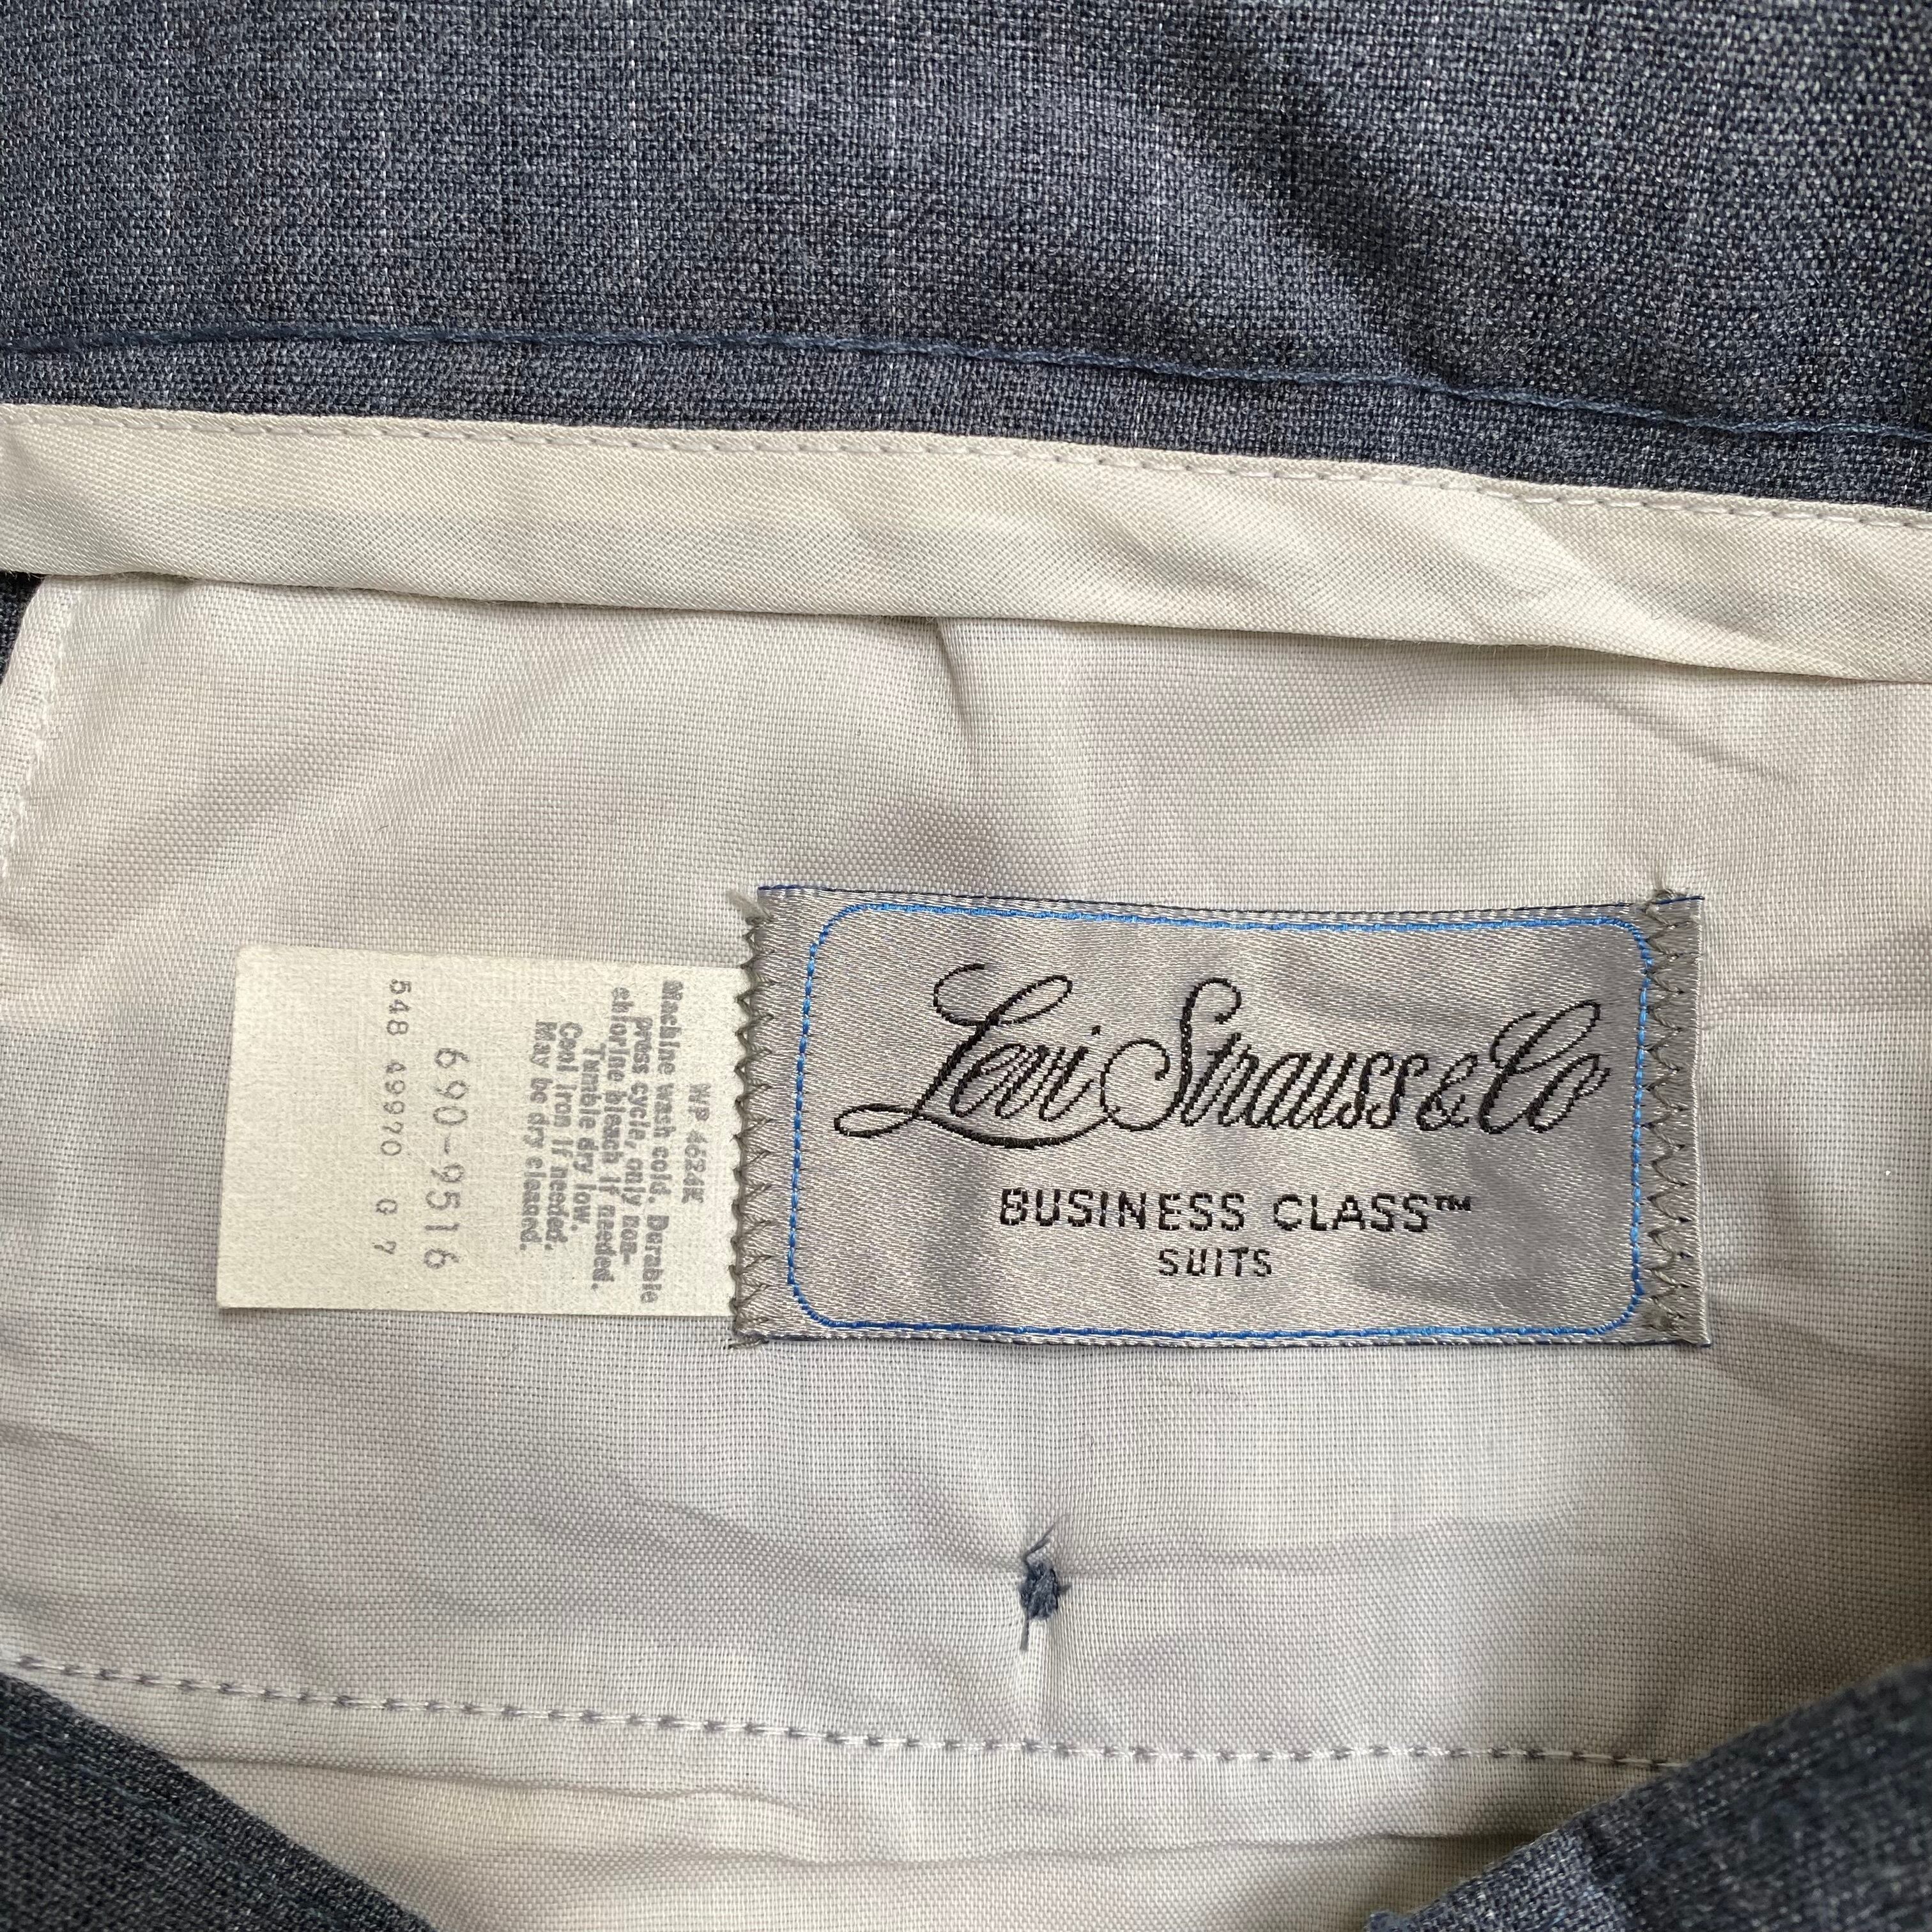 Levi Strauss & Co
BUSINESS CLASS™
SUITS
WP 4624K
Machine wash cold. Durable
press cycle, only non-
chlorine bleach if needed.
Tumble dry low.
Cool iron if needed.
May be dry cleaned.
690-9516
548 49970 G 7